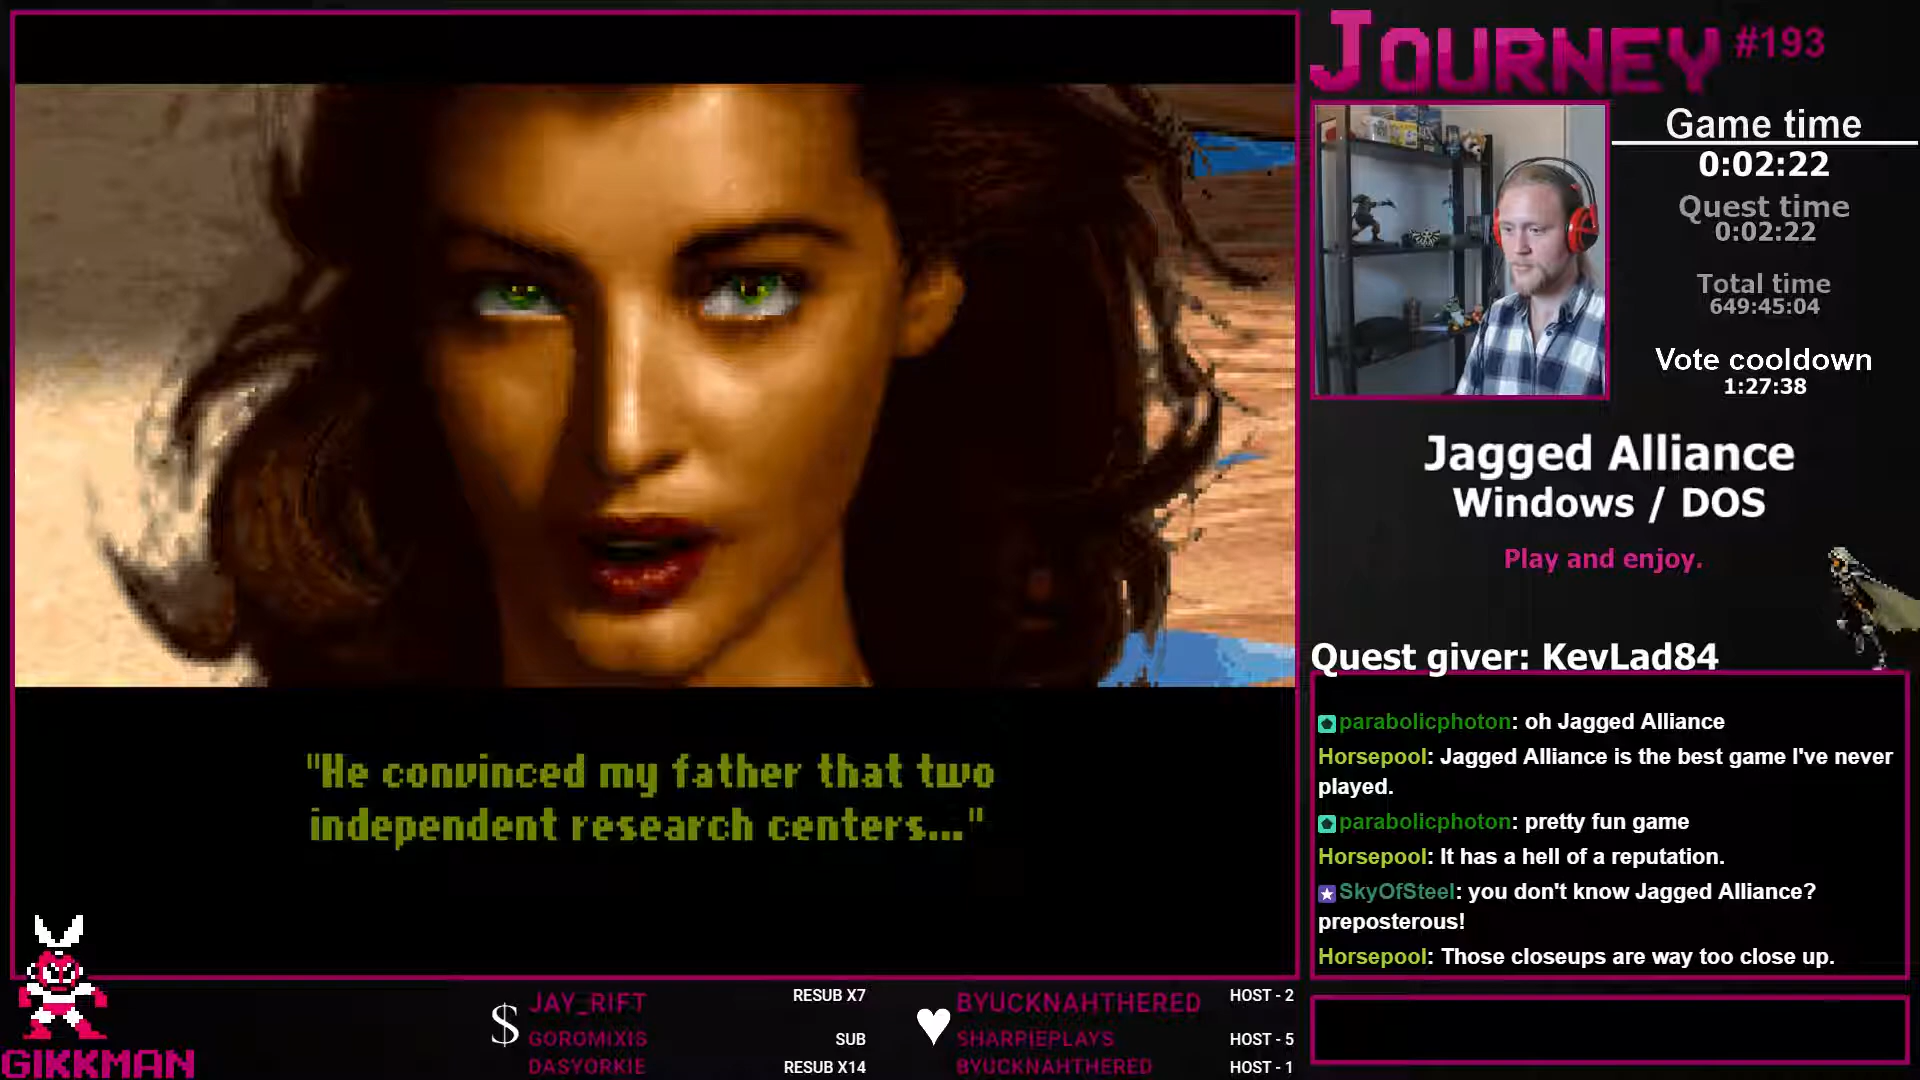 JOURNEY #193
Game time
0:02:22
Quest time
0:02:22
Total time
649:45:04
Vote cooldown
1:27:38
Jagged Alliance
Windows / DOS
Play and enjoy.
Quest giver: KevLad84
parabolicphoton: oh Jagged Alliance
Horsepool: Jagged Alliance is the best game I've never
played.
parabolicphoton: pretty fun game
Horsepool: It has a hell of a reputation.
SkyOfSteel: you don't know Jagged Alliance?
preposterous!
Horsepool: Those closeups are way too close up.
"He convinced my father that two
independent research centers..."
GIKKMAN
$ JAY_RIFT RESUB X7
GOROMIXIS SUB
DASYORKIE RESUB X14
BYUCKNAHTHERED HOST - 2
SHARPIEPLAYS HOST - 5
BYUCKNAHTHERED HOST - 1